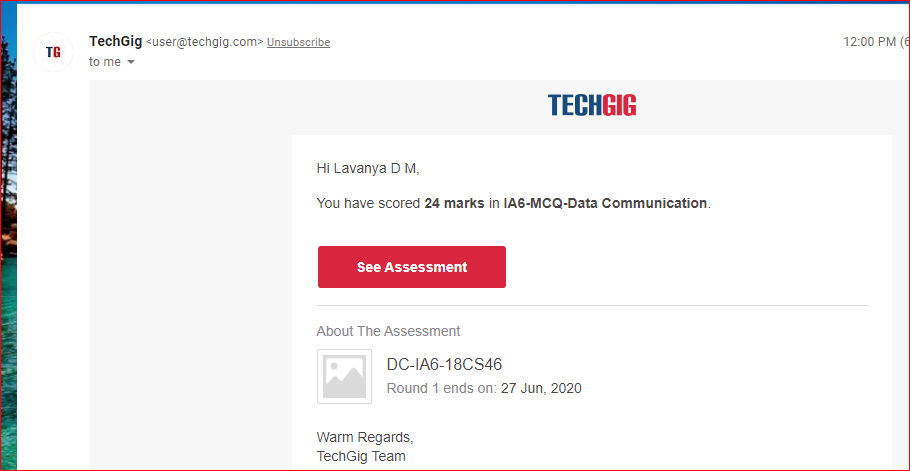 TG
TechGig <user@techgig.com> Unsubscribe
12:00 PM (6
to me
TECHGIG
Hi Lavanya D M,
You have scored 24 marks in IA6-MCQ-Data Communication.
See Assessment
About The Assessment
DC-IA6-18CS46
Round 1 ends on: 27 Jun, 2020
Warm Regards,
TechGig Team